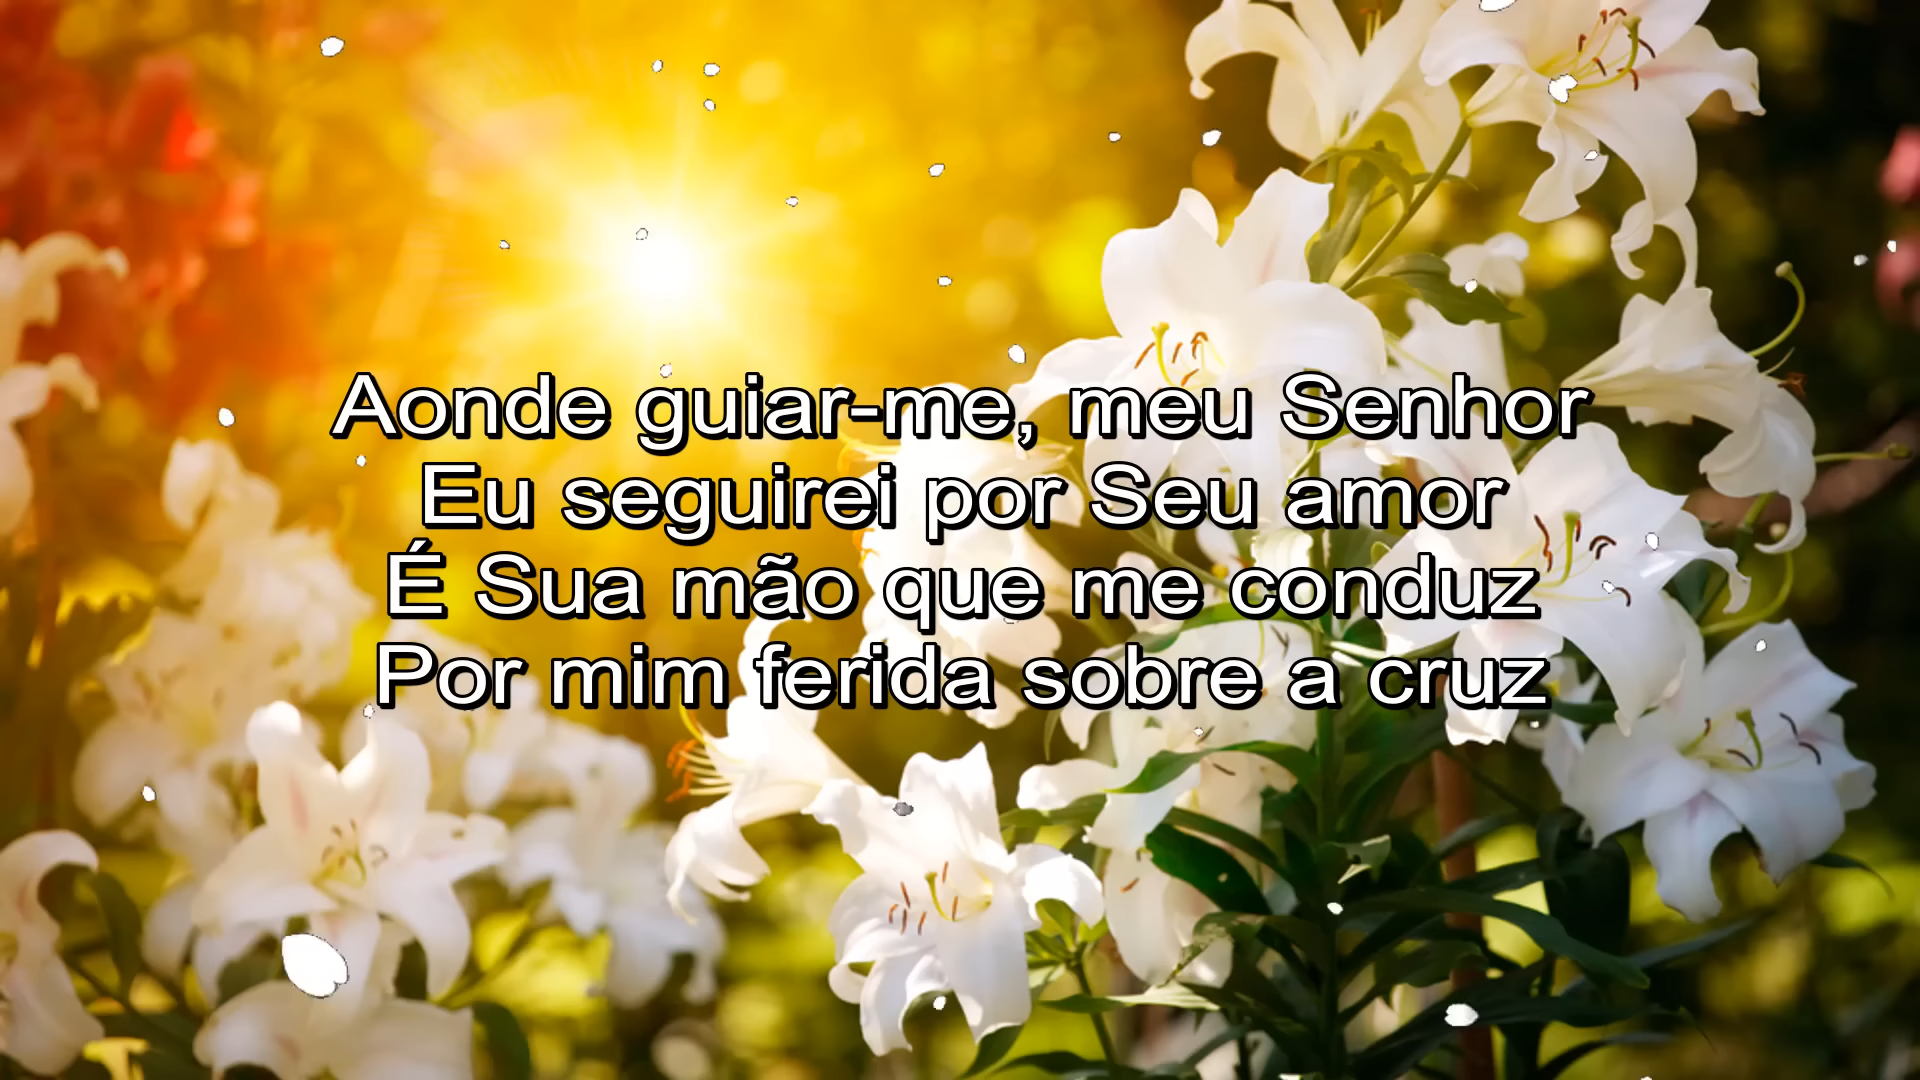 Aonde guiar-me, meu Senhor
Eu seguirei por Seu amor
É Sua mão que me conduz
Por mim ferida sobre a cruz